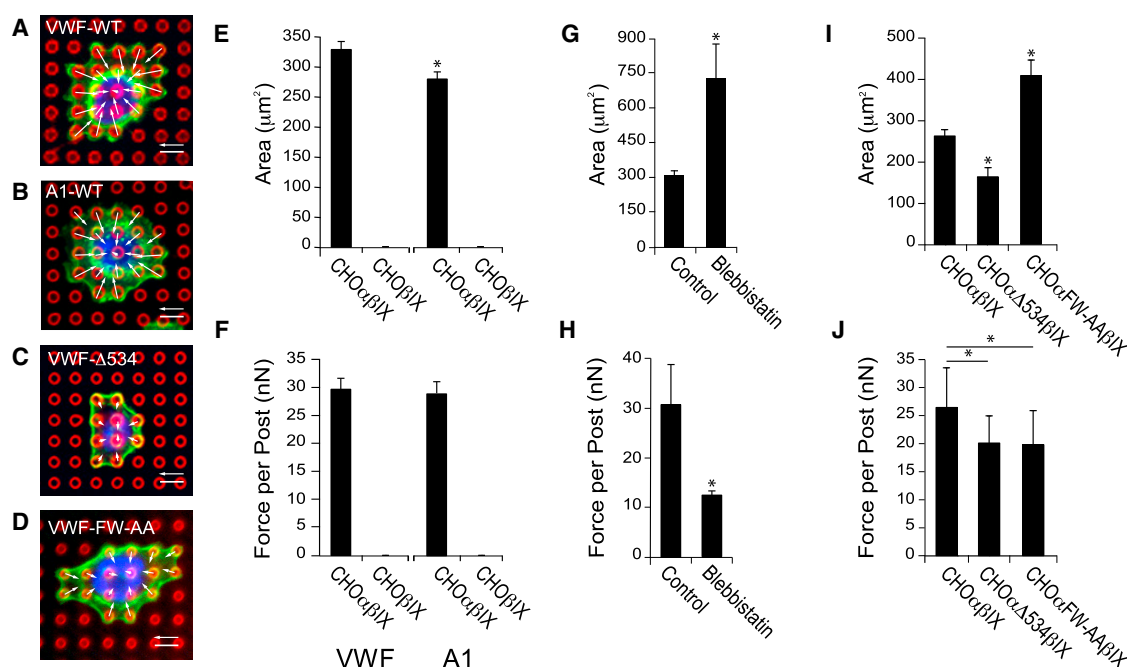 A
VWF-WT
B
A1-WT
C
VWF-Δ534
D
VWF-FW-AA
E
Area (μm²)
350
300
250
200
150
100
50
0
*
CHOαβIX
CHOβIX
CHOαβIX
CHOβIX
F
Force per Post (nN)
35
30
25
20
15
10
5
0
CHOαβIX
CHOβIX
CHOαβIX
CHOβIX
VWF
A1
G
Area (μm²)
900
750
600
450
300
300
0
*
Control
Blebbistatin
H
Force per Post (nN)
40
30
20
10
0
*
Control
Blebbistatin
I
Area (μm²)
500
400
300
200
100
0
*
*
CHOαβIX
CHOαΔ534βIX
CHOαFW-AAβIX
J
Force per Post (nN)
35
30
25
20
15
10
5
0
*
*
CHOαβIX
CHOαΔ534βIX
CHOαFW-AAβIX